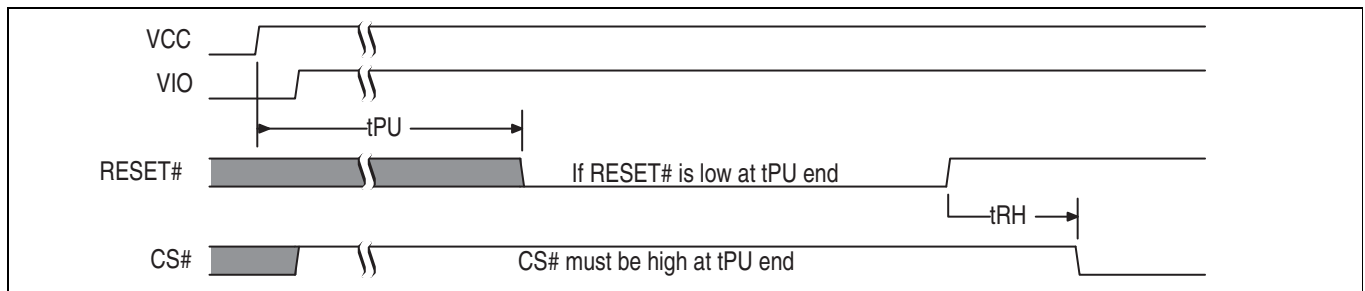 VCC
VIO
tPU
RESET#
If RESET# is low at tPU end
tRH
CS#
CS# must be high at tPU end